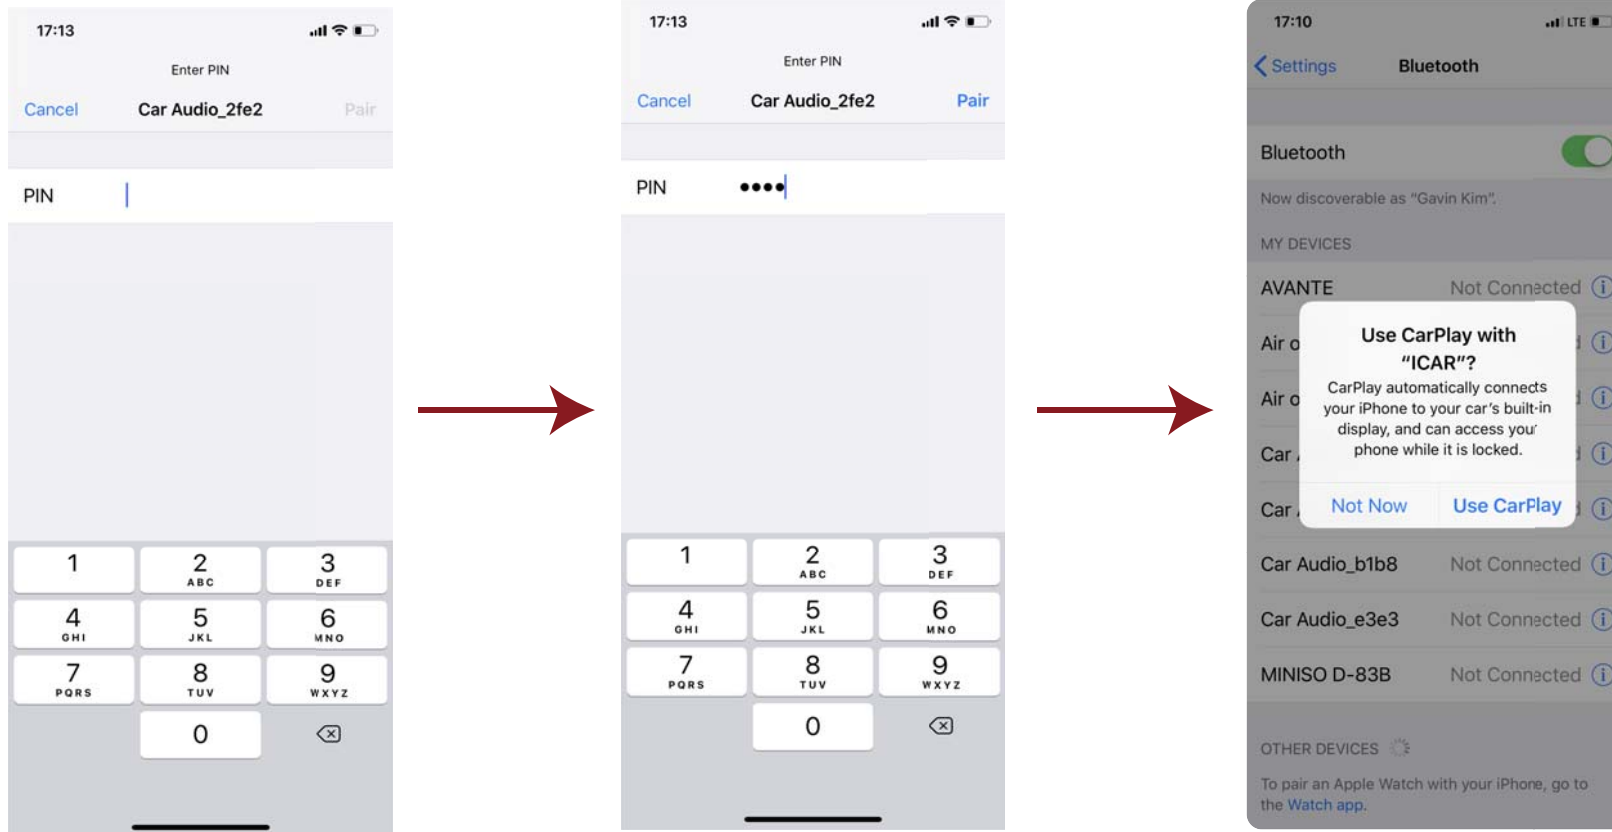 17:13
Enter PIN
Cancel Car Audio_2fe2 Pair
PIN
1 2 3
ABC DEF
4 5 6
GHI JKL MNO
7 8 9
PQRS TUV WXYZ
0
17:13
Enter PIN
Cancel Car Audio_2fe2 Pair
PIN ••••
1 2 3
ABC DEF
4 5 6
GHI JKL MNO
7 8 9
PQRS TUV WXYZ
0
17:10 LTE
Settings Bluetooth
Bluetooth
Now discoverable as “Gavin Kim”.
MY DEVICES
AVANTE Not Connected
Air
Air
Car
Car
Use CarPlay with
“ICAR”?
CarPlay automatically connects
your iPhone to your car's built-in
display, and can access your
phone while it is locked.
Not Now Use CarPlay
Car Audio_b1b8 Not Connected
Car Audio_e3e3 Not Connected
MINISO D-83B Not Connected
OTHER DEVICES
To pair an Apple Watch with your iPhone, go to
the Watch app.